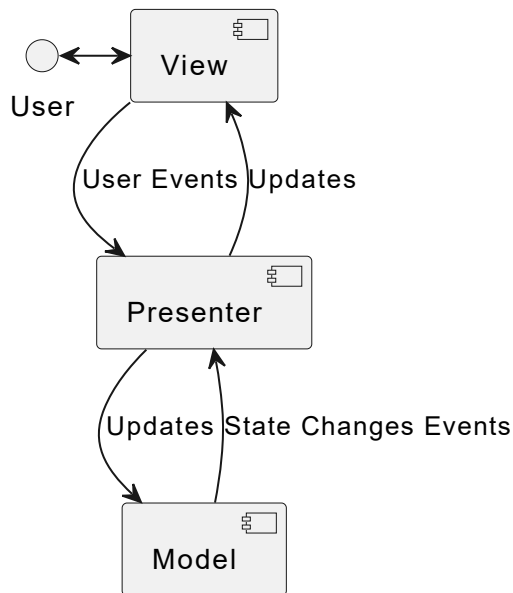 View
User
User Events
Updates
Presenter
Updates
State Changes Events
Model